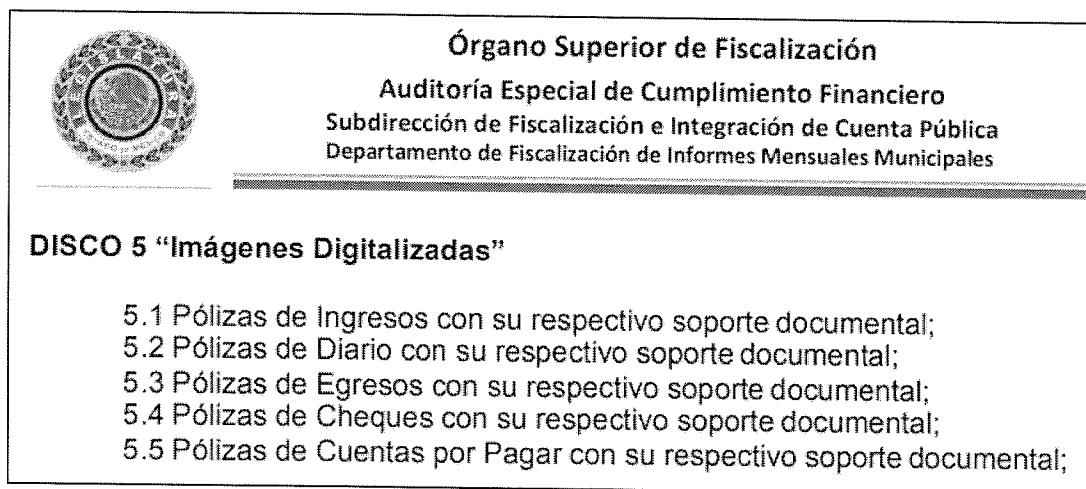 Órgano Superior de Fiscalización
Auditoría Especial de Cumplimiento Financiero
Subdirección de Fiscalización e Integración de Cuenta Pública
Departamento de Fiscalización de Informes Mensuales Municipales
DISCO 5 “Imágenes Digitalizadas”
5.1 Pólizas de Ingresos con su respectivo soporte documental;
5.2 Pólizas de Diario con su respectivo soporte documental;
5.3 Pólizas de Egresos con su respectivo soporte documental;
5.4 Pólizas de Cheques con su respectivo soporte documental;
5.5 Pólizas de Cuentas por Pagar con su respectivo soporte documental;